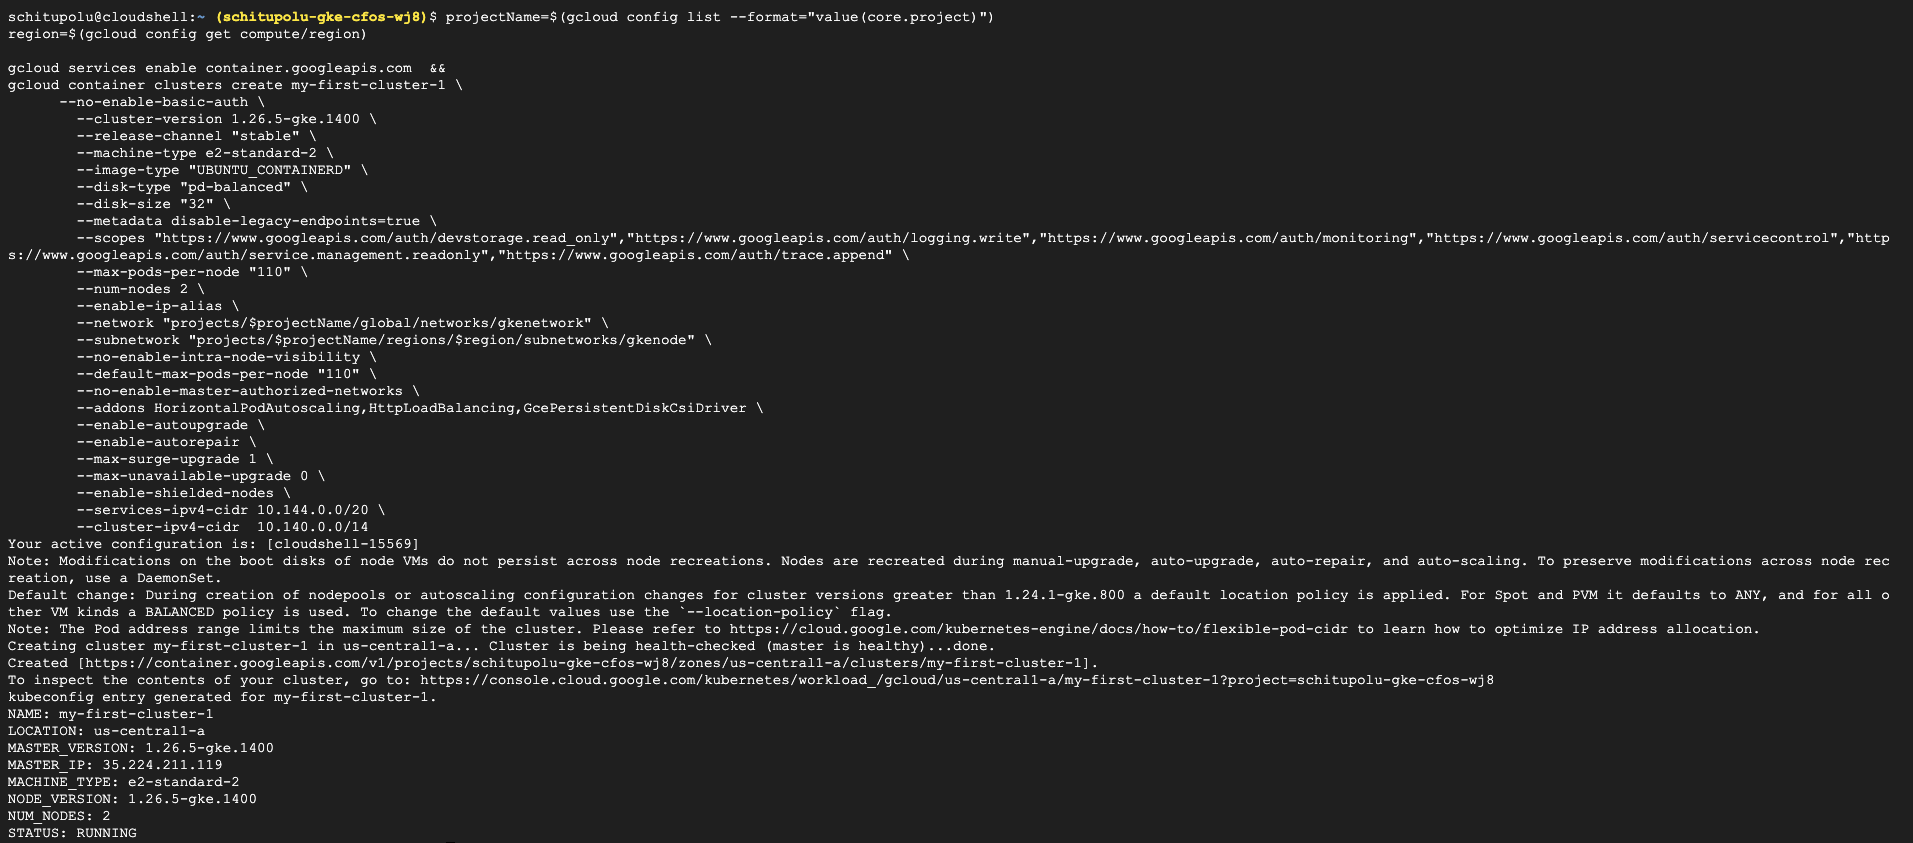 schitupolu@cloudshell:~ (schitupolu-gke-cfos-wj8)$ projectName=$(gcloud config list --format="value(core.project)")
region=$(gcloud config get compute/region)

gcloud services enable container.googleapis.com  &&
gcloud container clusters create my-first-cluster-1 \
      --no-enable-basic-auth \
        --cluster-version 1.26.5-gke.1400 \
        --release-channel "stable" \
        --machine-type e2-standard-2 \
        --image-type "UBUNTU_CONTAINERD" \
        --disk-type "pd-balanced" \
        --disk-size "32" \
        --metadata disable-legacy-endpoints=true \
        --scopes "https://www.googleapis.com/auth/devstorage.read_only","https://www.googleapis.com/auth/logging.write","https://www.googleapis.com/auth/monitoring","https://www.googleapis.com/auth/servicecontrol","http
s://www.googleapis.com/auth/service.management.readonly","https://www.googleapis.com/auth/trace.append" \
        --max-pods-per-node "110" \
        --num-nodes 2 \
        --enable-ip-alias \
        --network "projects/$projectName/global/networks/gkenetwork" \
        --subnetwork "projects/$projectName/regions/$region/subnetworks/gkenode" \
        --no-enable-intra-node-visibility \
        --default-max-pods-per-node "110" \
        --no-enable-master-authorized-networks \
        --addons HorizontalPodAutoscaling,HttpLoadBalancing,GcePersistentDiskCsiDriver \
        --enable-autoupgrade \
        --enable-autorepair \
        --max-surge-upgrade 1 \
        --max-unavailable-upgrade 0 \
        --enable-shielded-nodes \
        --services-ipv4-cidr 10.144.0.0/20 \
        --cluster-ipv4-cidr  10.140.0.0/14
Your active configuration is: [cloudshell-15569]
Note: Modifications on the boot disks of node VMs do not persist across node recreations. Nodes are recreated during manual-upgrade, auto-upgrade, auto-repair, and auto-scaling. To preserve modifications across node rec
reation, use a DaemonSet.
Default change: During creation of nodepools or autoscaling configuration changes for cluster versions greater than 1.24.1-gke.800 a default location policy is applied. For Spot and PVM it defaults to ANY, and for all o
ther VM kinds a BALANCED policy is used. To change the default values use the `--location-policy` flag.
Note: The Pod address range limits the maximum size of the cluster. Please refer to https://cloud.google.com/kubernetes-engine/docs/how-to/flexible-pod-cidr to learn how to optimize IP address allocation.
Creating cluster my-first-cluster-1 in us-central1-a... Cluster is being health-checked (master is healthy)...done.
Created [https://container.googleapis.com/v1/projects/schitupolu-gke-cfos-wj8/zones/us-central1-a/clusters/my-first-cluster-1].
To inspect the contents of your cluster, go to: https://console.cloud.google.com/kubernetes/workload_/gcloud/us-central1-a/my-first-cluster-1?project=schitupolu-gke-cfos-wj8
kubeconfig entry generated for my-first-cluster-1.
NAME: my-first-cluster-1
LOCATION: us-central1-a
MASTER_VERSION: 1.26.5-gke.1400
MASTER_IP: 35.224.211.119
MACHINE_TYPE: e2-standard-2
NODE_VERSION: 1.26.5-gke.1400
NUM_NODES: 2
STATUS: RUNNING